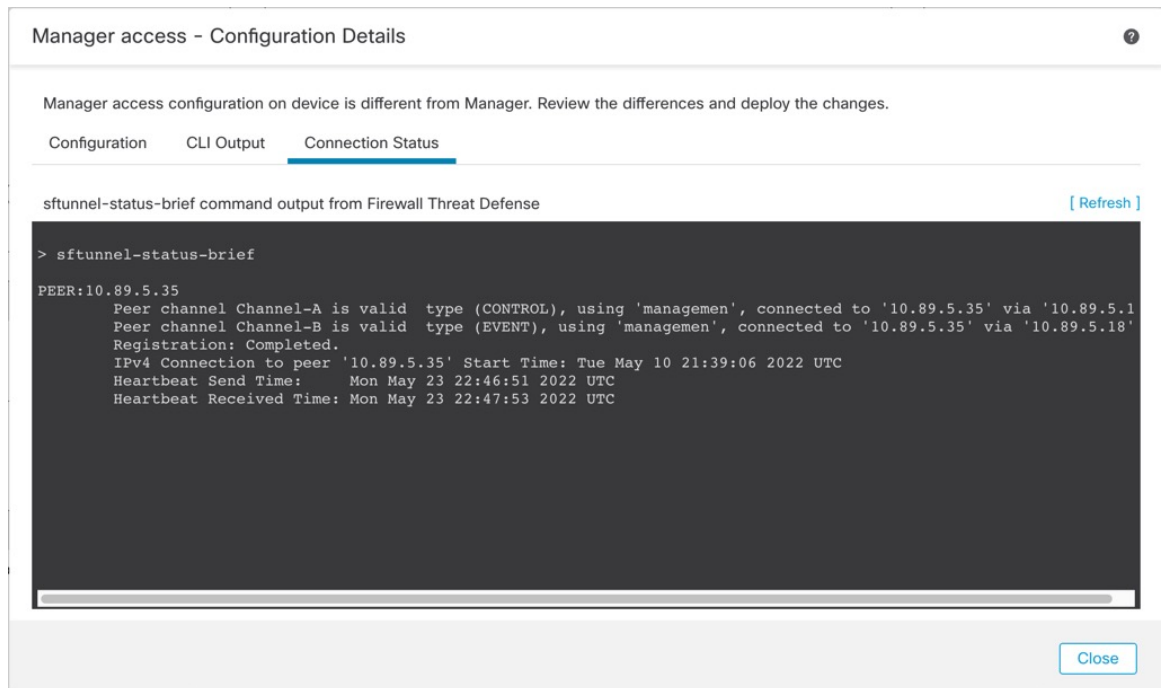 Manager access - Configuration Details
?
Manager access configuration on device is different from Manager. Review the differences and deploy the changes.
Configuration CLI Output Connection Status
sftunnel-status-brief command output from Firewall Threat Defense [ Refresh ]
> sftunnel-status-brief
PEER:10.89.5.35
Peer channel Channel-A is valid type (CONTROL), using 'managemen', connected to '10.89.5.35' via '10.89.5.1
Peer channel Channel-B is valid type (EVENT), using 'managemen', connected to '10.89.5.35' via '10.89.5.18'
Registration: Completed.
IPv4 Connection to peer '10.89.5.35' Start Time: Tue May 10 21:39:06 2022 UTC
Heartbeat Send Time: Mon May 23 22:46:51 2022 UTC
Heartbeat Received Time: Mon May 23 22:47:53 2022 UTC
Close